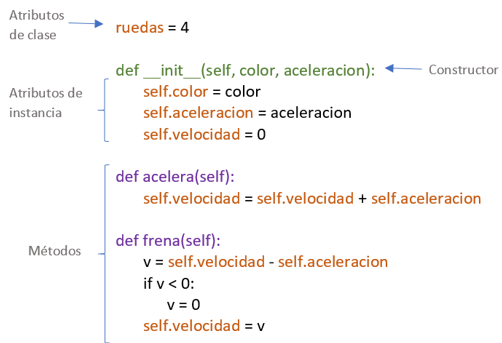 Atributos
de clase
ruedas = 4
def __init__(self, color, aceleracion):
Constructor
Atributos de
instancia
self.color = color
self.aceleracion = aceleracion
self.velocidad = 0
Métodos
def acelera(self):
self.velocidad = self.velocidad + self.aceleracion
def frena(self):
v = self.velocidad - self.aceleracion
if v < 0:
v = 0
self.velocidad = v